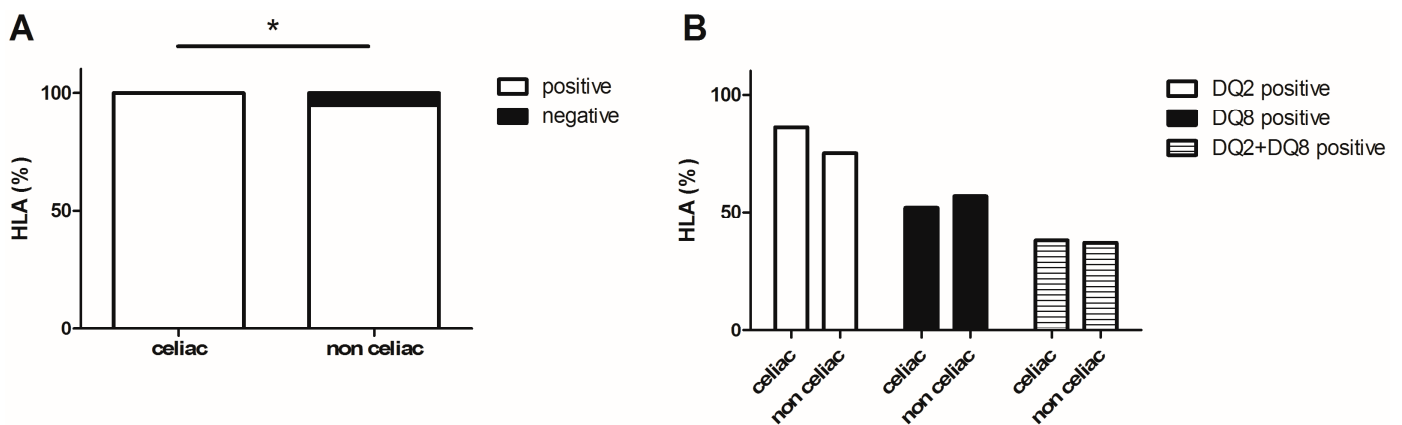 A
*
HLA (%)
100
50
0
celiac
non celiac
positive
negative
B
HLA (%)
100
50
0
celiac
non celiac
celiac
non celiac
celiac
non celiac
DQ2 positive
DQ8 positive
DQ2+DQ8 positive